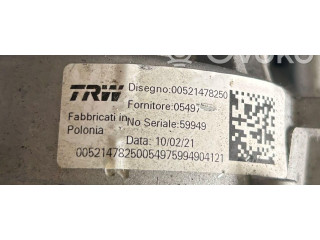 TRW
Disegno:00521478250
Fornitore:05497
Fabbricati in
Polonia
No Seriale:59949
Data: 10/02/21
00521478250054975994904121